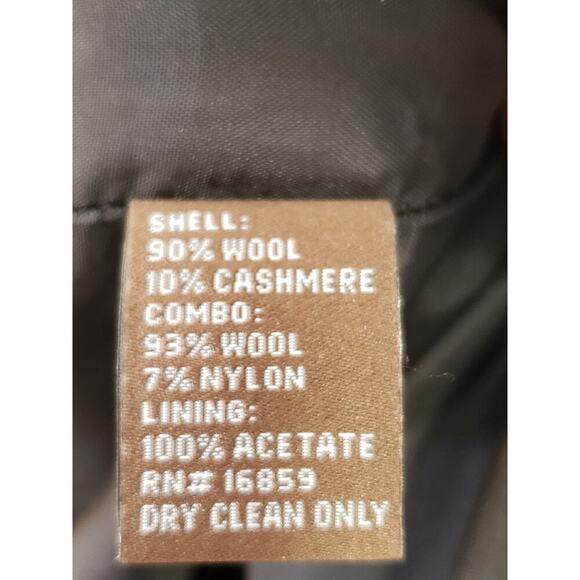 SHELL:
90% WOOL
10% CASHMERE
COMBO:
93% WOOL
7% NYLON
LINING:
100% ACETATE
RN# 16859
DRY CLEAN ONLY